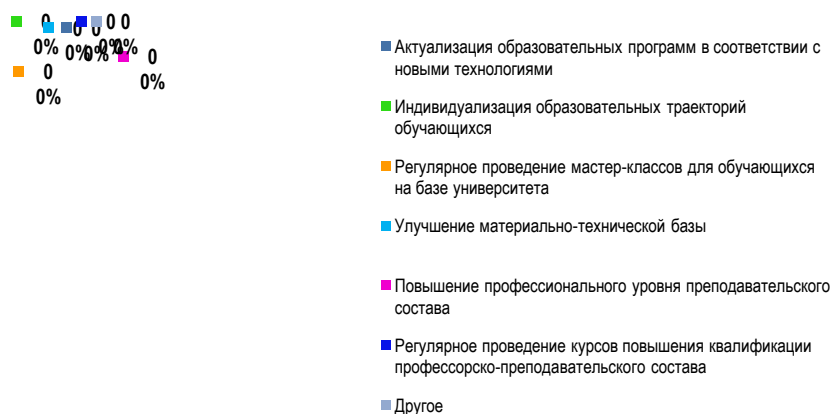 0
0%
0
0%
0
0%
0
0%
0
0%
0
0%
0
0%
Актуализация образовательных программ в соответствии с
новыми технологиями
Индивидуализация образовательных траекторий
обучающихся
Регулярное проведение мастер-классов для обучающихся
на базе университета
Улучшение материально-технической базы
Повышение профессионального уровня преподавательского
состава
Регулярное проведение курсов повышения квалификации
профессорско-преподавательского состава
Другое